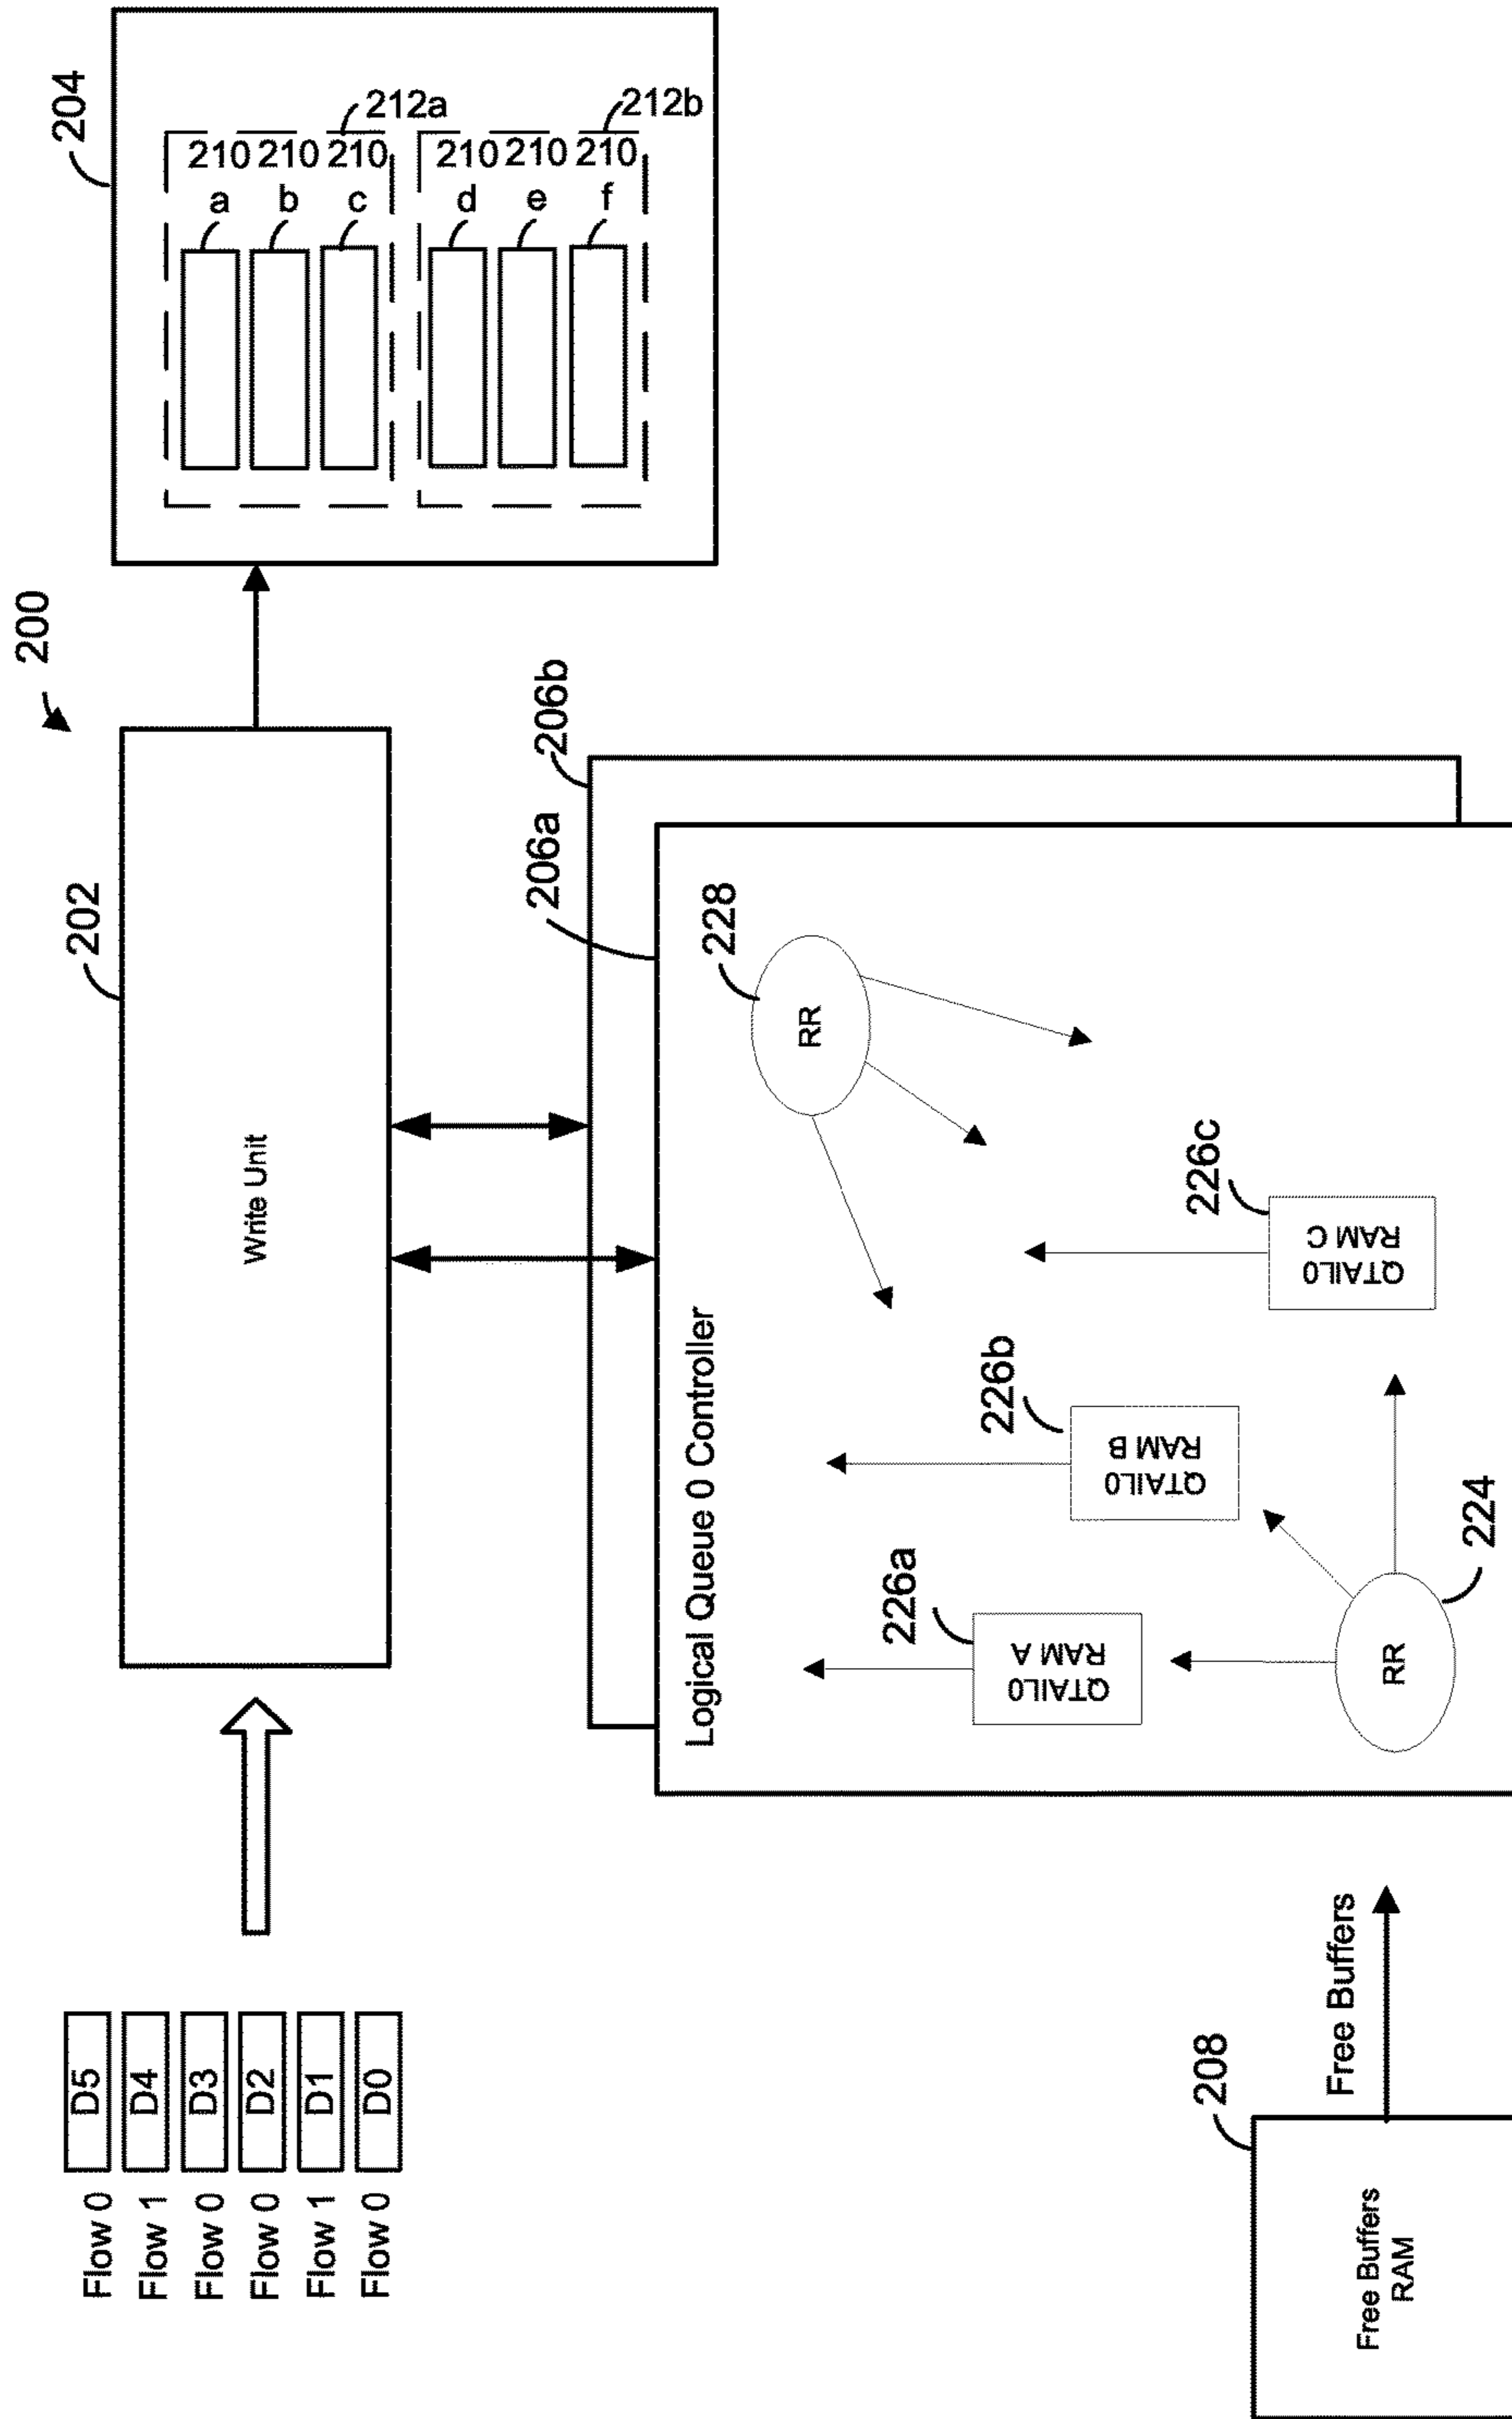 200
Flow 0 D5
Flow 1 D4
Flow 0 D3
Flow 0 D2
Flow 1 D1
Flow 0 D0
202
Write Unit
204
210 a
210 b
210 c
212a
210 d
210 e
210 f
212b
206b
206a
Logical Queue 0 Controller
228
RR
226a
QTAIL0
RAM A
226b
QTAIL0
RAM B
226c
QTAIL0
RAM C
RR
224
208
Free Buffers
RAM
Free Buffers